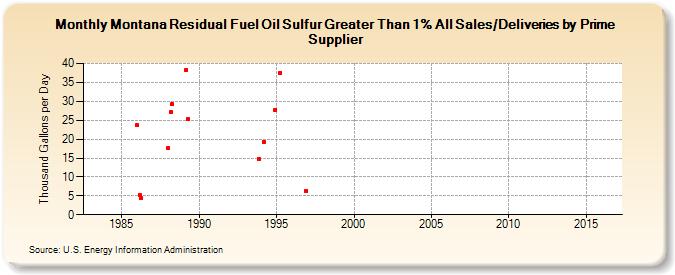 Monthly Montana Residual Fuel Oil Sulfur Greater Than 1% All Sales/Deliveries by Prime
Supplier
Thousand Gallons per Day
40
35
30
25
20
15
10
5
0
1985 1990 1995 2000 2005 2010 2015
Source: U.S. Energy Information Administration